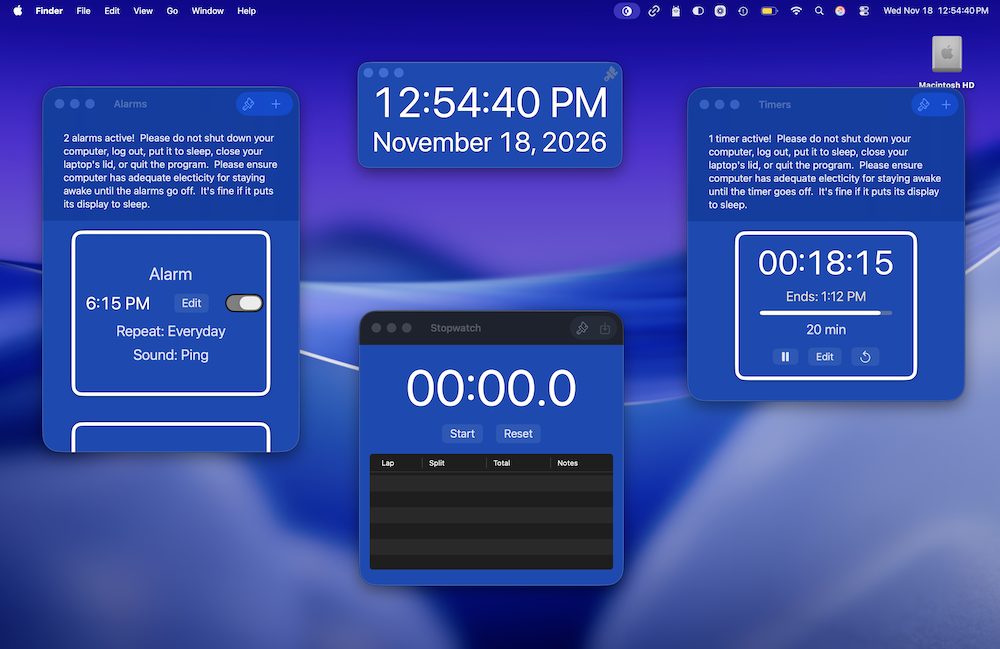 Finder File Edit View Go Window Help
Wed Nov 18 12:54:40 PM
Macintosh HD
Alarms
2 alarms active!  Please do not shut down your
computer, log out, put it to sleep, close your
laptop's lid, or quit the program.  Please ensure
computer has adequate electicity for staying
awake until the alarms go off.  It's fine if it puts
its display to sleep.
Alarm
6:15 PM Edit
Repeat: Everyday
Sound: Ping
12:54:40 PM
November 18, 2026
Stopwatch
00:00.0
Start Reset
Lap Split Total Notes
Timers
1 timer active!  Please do not shut down your
computer, log out, put it to sleep, close your
laptop's lid, or quit the program.  Please ensure
computer has adequate electicity for staying awake
until the timer goes off.  It's fine if it puts its display
to sleep.
00:18:15
Ends: 1:12 PM
20 min
Edit